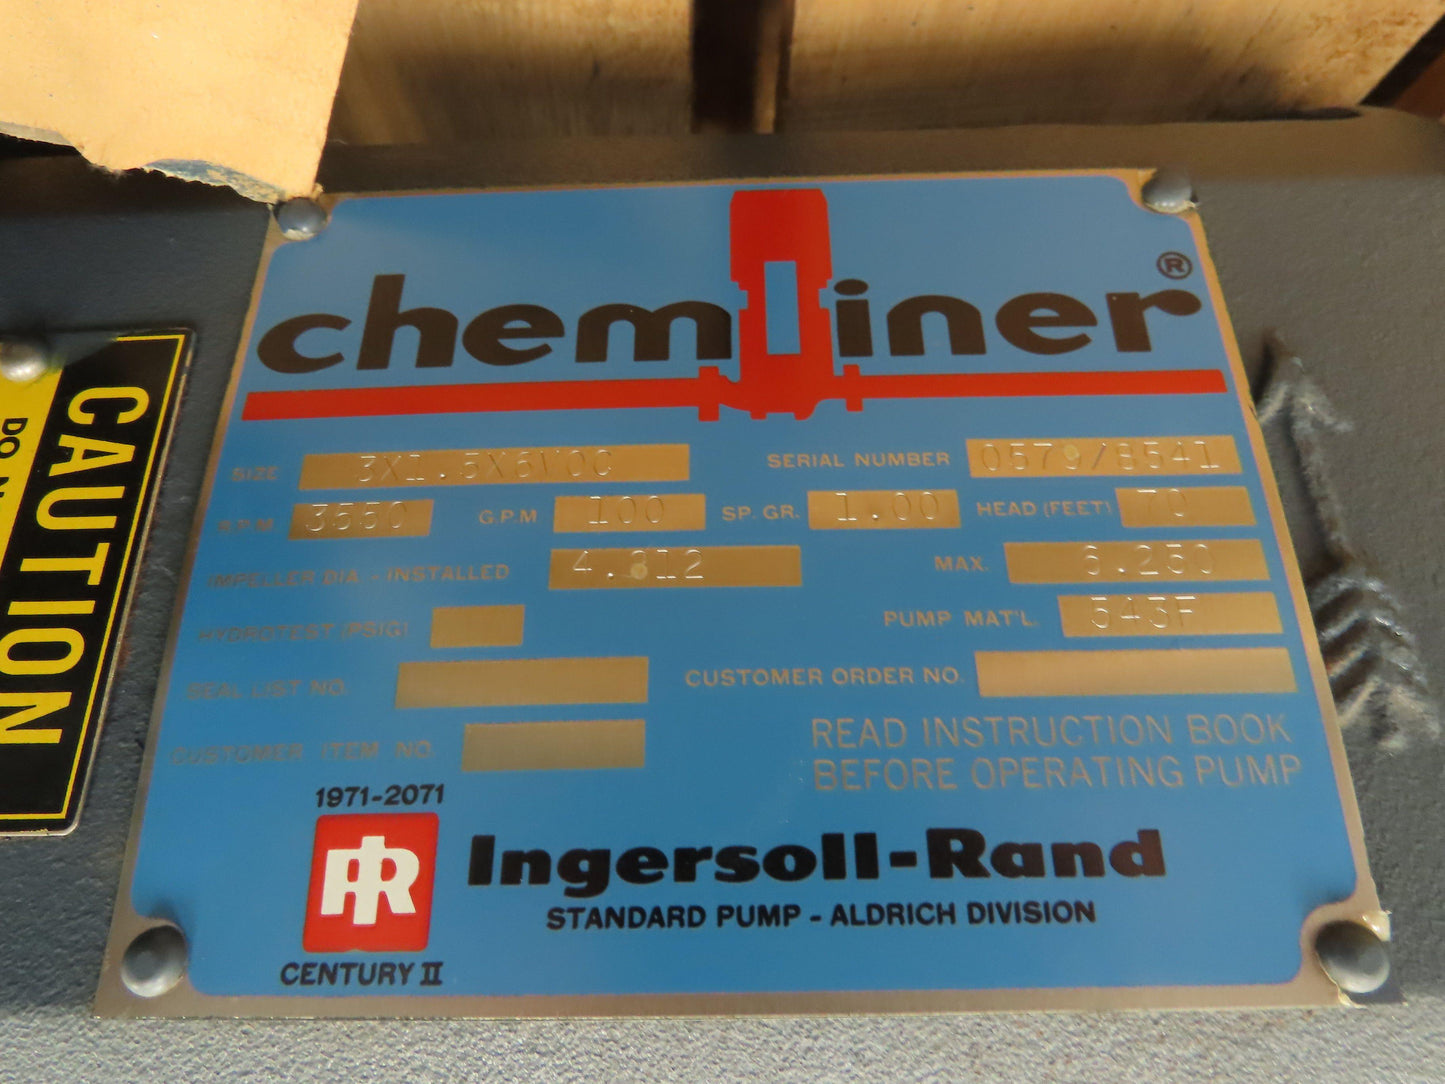 chemliner®
SIZE 3X1.5X6VOC SERIAL NUMBER 0579/8541
R.P.M 3550 G.P.M 100 SP. GR. 1.00 HEAD (FEET) 70
IMPELLER DIA - INSTALLED MAX. 6.250
HYDROTEST (PSIG) PUMP MAT'L. 543F
SEAL LIST NO. CUSTOMER ORDER NO.
CUSTOMER ITEM NO.
READ INSTRUCTION BOOK
BEFORE OPERATING PUMP
1971-2071
IR
CENTURY II
Ingersoll-Rand
STANDARD PUMP - ALDRICH DIVISION
CAUTION
DO